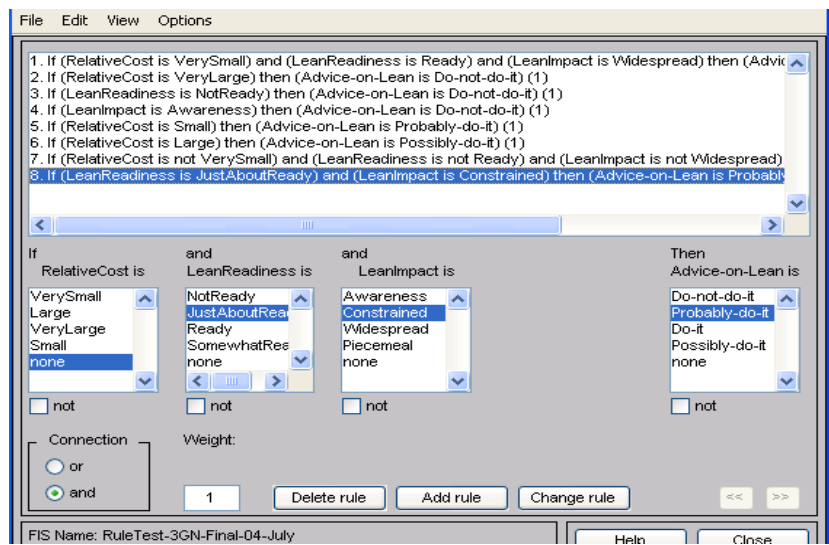 File Edit View Options
1. If (RelativeCost is VerySmall) and (LeanReadiness is Ready) and (LeanImpact is Widespread) then (Advic
2. If (RelativeCost is VeryLarge) then (Advice-on-Lean is Do-not-do-it) (1)
3. If (LeanReadiness is NotReady) then (Advice-on-Lean is Do-not-do-it) (1)
4. If (LeanImpact is Awareness) then (Advice-on-Lean is Do-not-do-it) (1)
5. If (RelativeCost is Small) then (Advice-on-Lean is Probably-do-it) (1)
6. If (RelativeCost is Large) then (Advice-on-Lean is Possibly-do-it) (1)
7. If (RelativeCost is not VerySmall) and (LeanReadiness is not Ready) and (LeanImpact is not Widespread)
8. If (LeanReadiness is JustAboutReady) and (LeanImpact is Constrained) then (Advice-on-Lean is Probabl
If and and Then
RelativeCost is LeanReadiness is LeanImpact is Advice-on-Lean is
VerySmall NotReady Awareness Do-not-do-it
Large JustAboutRea Constrained Probably-do-it
VeryLarge Ready Widespread Do-it
Small SomewhatRea Piecemeal Possibly-do-it
none none none none
not not not not
Connection Weight:
or
and 1 Delete rule Add rule Change rule << >>
FIS Name: RuleTest-3GN-Final-04-July Help Close